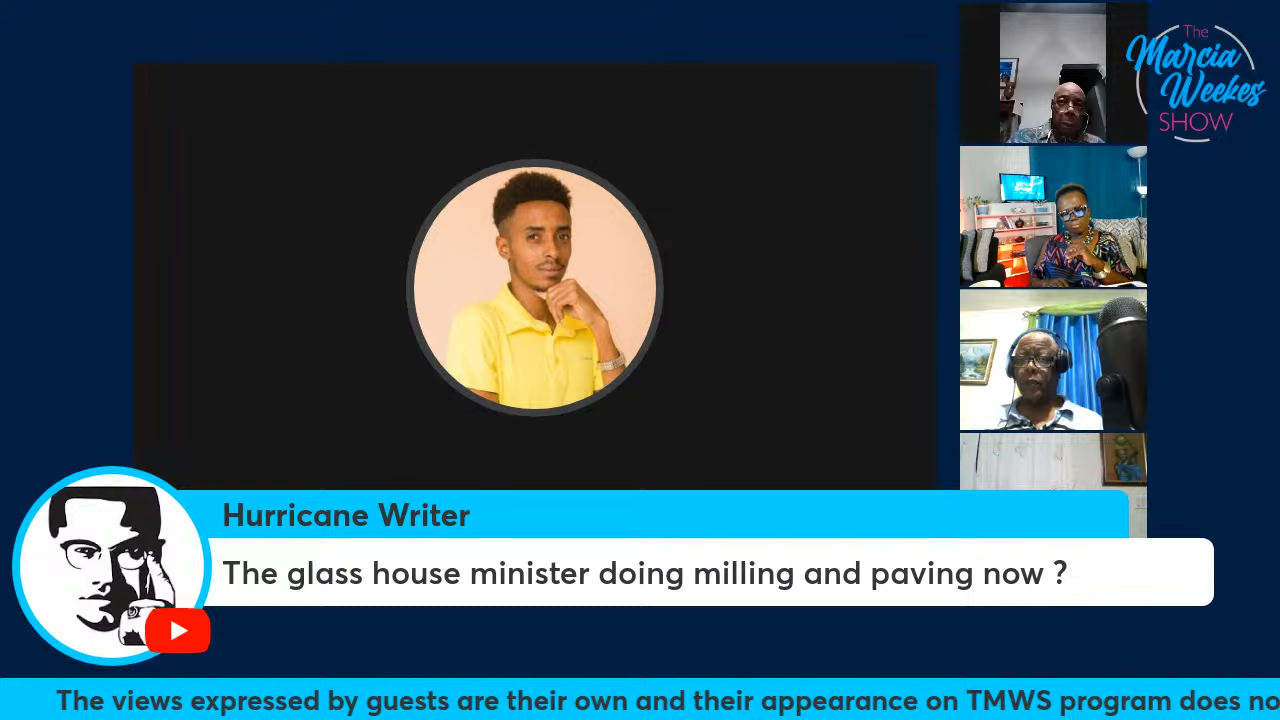 The
Marcia
Weekes
SHOW
Hurricane Writer
The glass house minister doing milling and paving now ?
The views expressed by guests are their own and their appearance on TMWS program does no